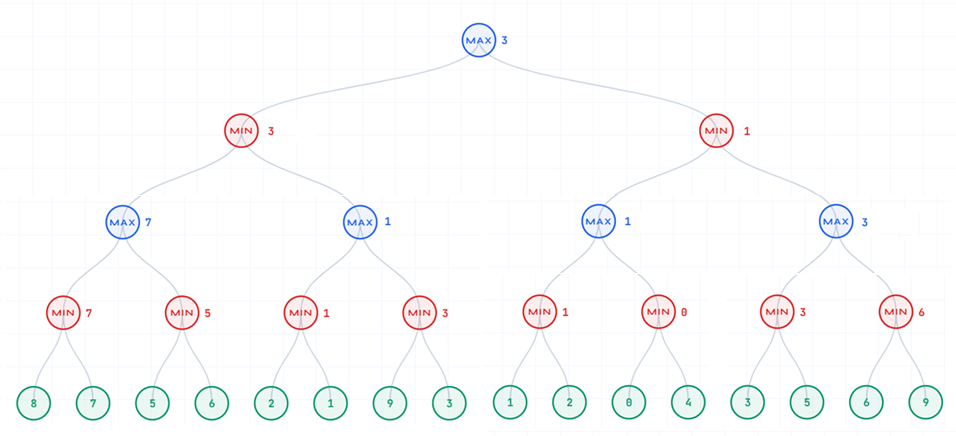 MAX 3
MIN 3 MIN 1
MAX 7 MAX 1 MAX 1 MAX 3
MIN 7 MIN 5 MIN 1 MIN 3 MIN 1 MIN 0 MIN 3 MIN 6
8 7 5 6 2 1 9 3 1 2 0 4 3 5 6 9